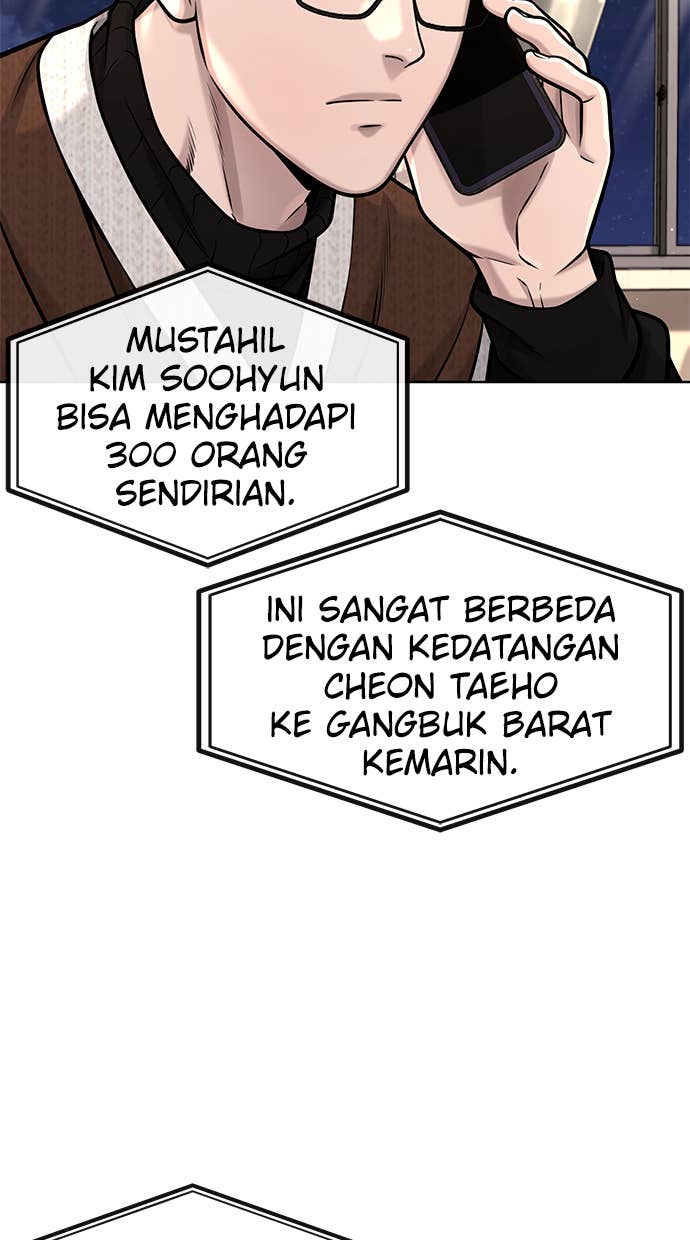 MUSTAHIL
KIM SOOHYUN
BISA MENGHADAPI
300 ORANG
SENDIRIAN.
INI SANGAT BERBEDA
DENGAN KEDATANGAN
CHEON TAEHO
KE GANGBUK BARAT
KEMARIN.